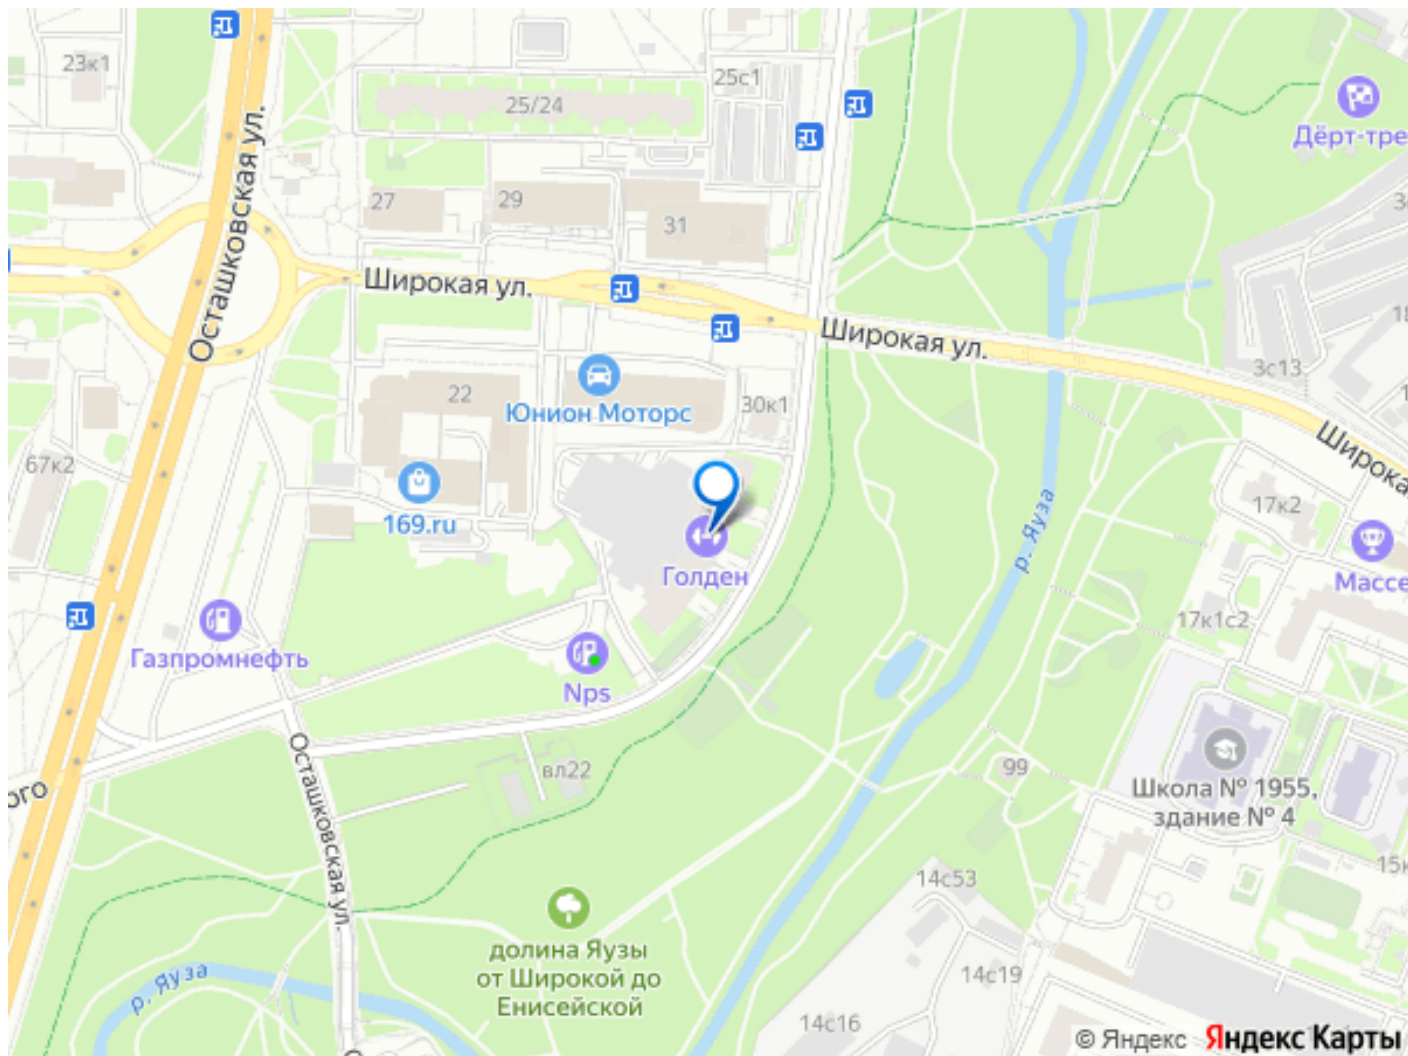 23к1
25с1
25/24
Дёрт-тре
Осташковская ул.
27
29
31
Широкая ул.
Широкая ул.
3с13
22
Юнион Моторс
30к1
Широка
67к2
169.ru
17к2
р. Яуза
Голден
Массе
17к1с2
Газпромнефть
Nps
Осташковская ул.
вл22
99
Школа № 1955,
здание № 4
ого
15к
14с53
долина Яузы
от Широкой до
Енисейской
р. Яуза
14с19
14с16
© Яндекс Яндекс Карты